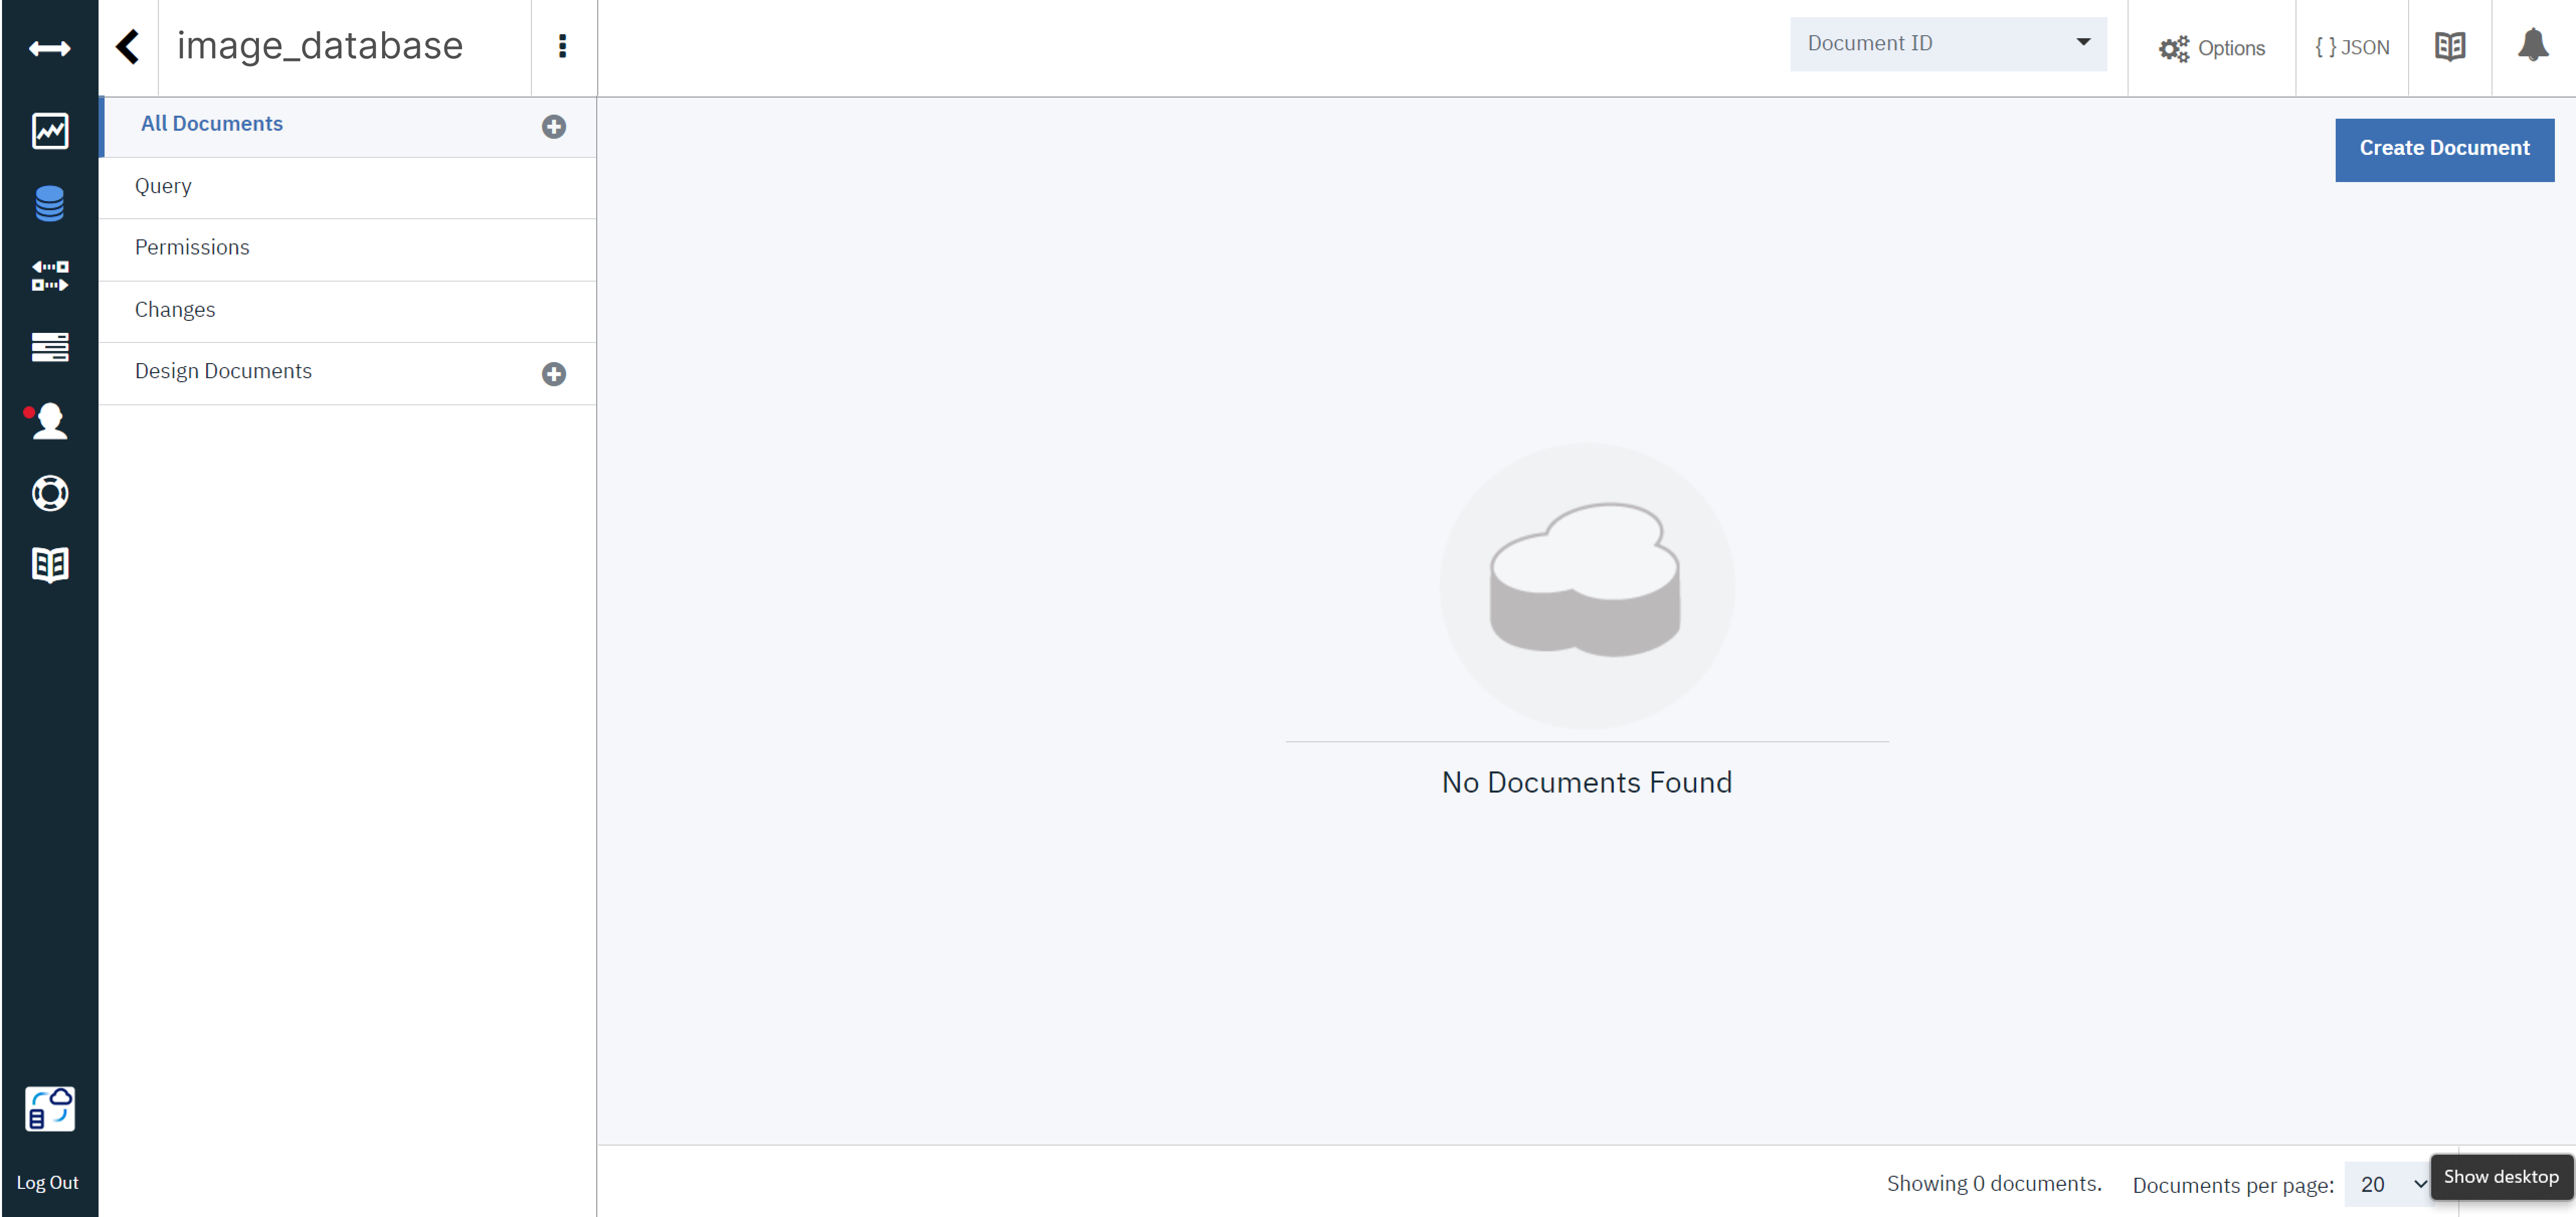 image_database
Document ID
Options
{ } JSON
All Documents
Create Document
Query
Permissions
Changes
Design Documents
No Documents Found
Log Out
Showing 0 documents.
Documents per page: 20
Show desktop